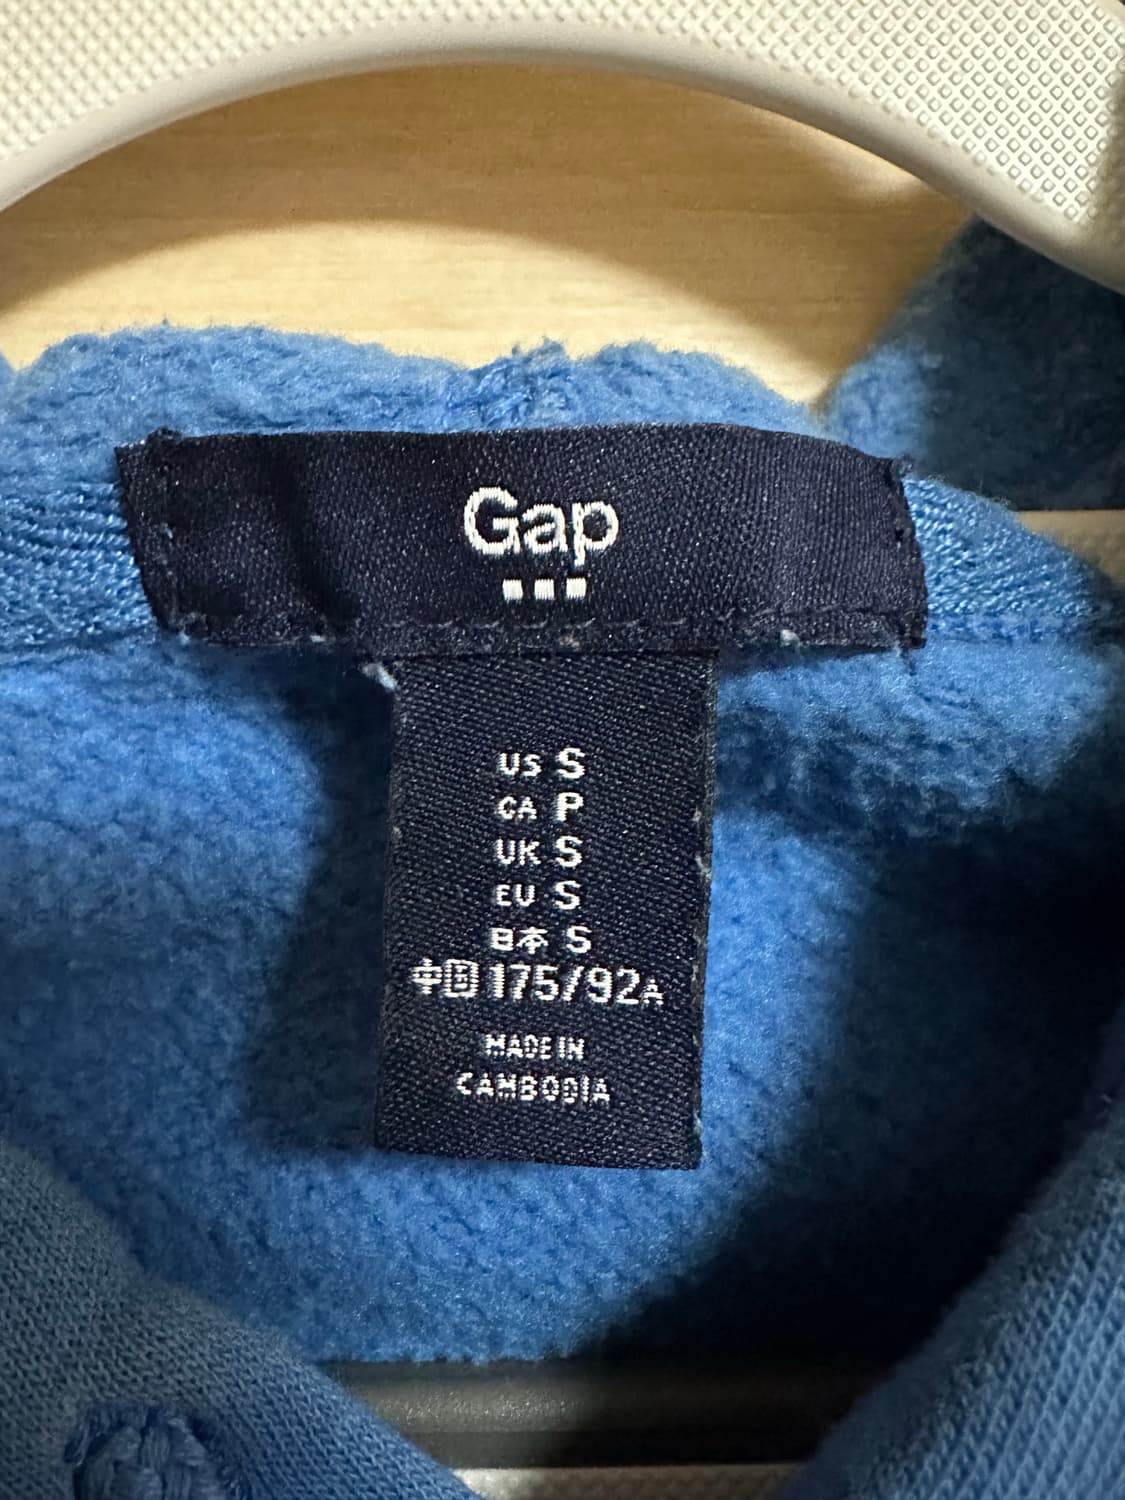 Gap
US S
CA P
UK S
EU S
日本 S
中国 175/92A
MADE IN
CAMBODIA